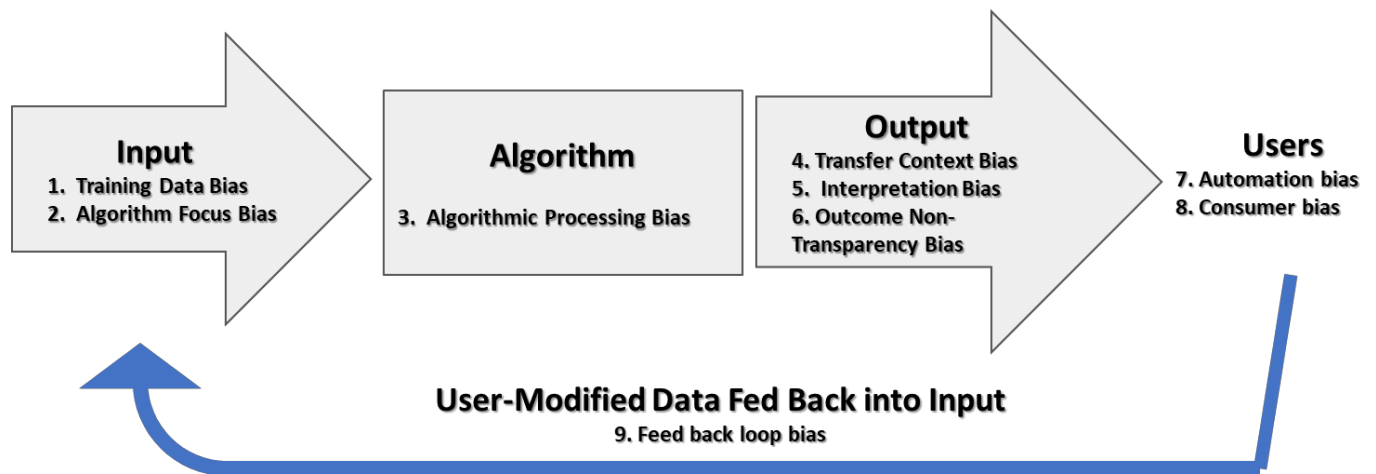 Input
1. Training Data Bias
2. Algorithm Focus Bias
Algorithm
3. Algorithmic Processing Bias
Output
4. Transfer Context Bias
5. Interpretation Bias
6. Outcome Non-
Transparency Bias
Users
7. Automation bias
8. Consumer bias
User-Modified Data Fed Back into Input
9. Feed back loop bias